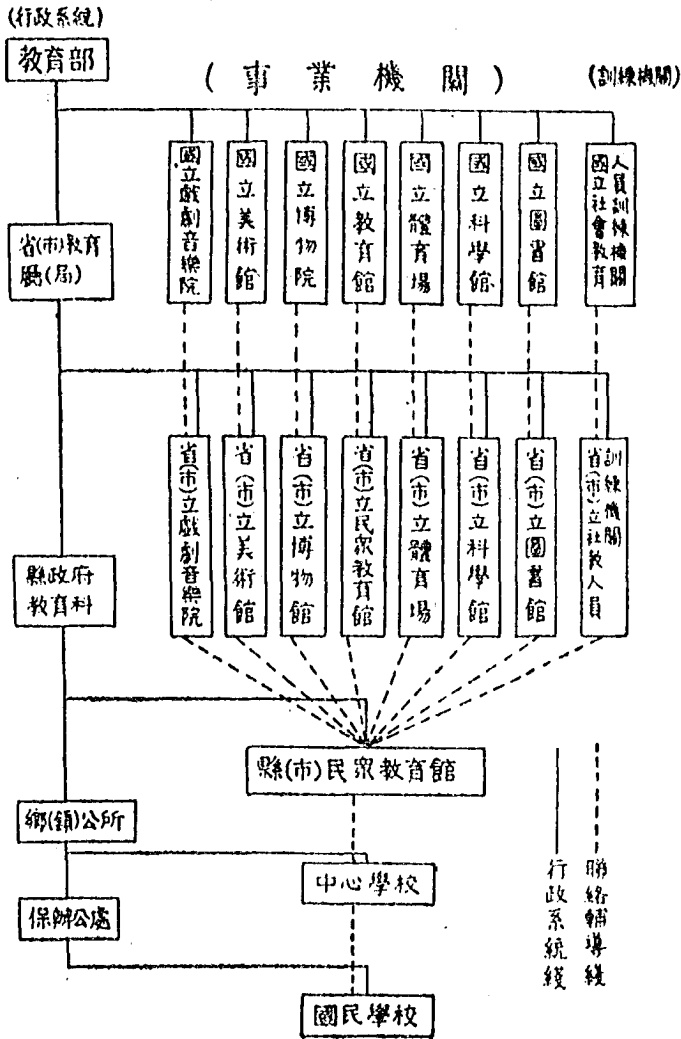 (行政系統)
教育部
(事業機關)
(訓練機關)
國立戲劇音樂院
國立美術館
國立博物院
國立教育館
國立體育場
國立科學館
國立圖書館
國立社會教育
人員訓練機關
省(市)教育
廳(局)
省(市)立戲劇音樂院
省(市)立美術館
省(市)立博物館
省(市)立民眾教育館
省(市)立體育場
省(市)立科學館
省(市)立圖書館
省(市)立社教人員
訓練機關
縣政府
教育科
縣(市)民眾教育館
鄉(鎮)公所
中心學校
保辦公處
國民學校
行政系統綫
聯絡輔導綫